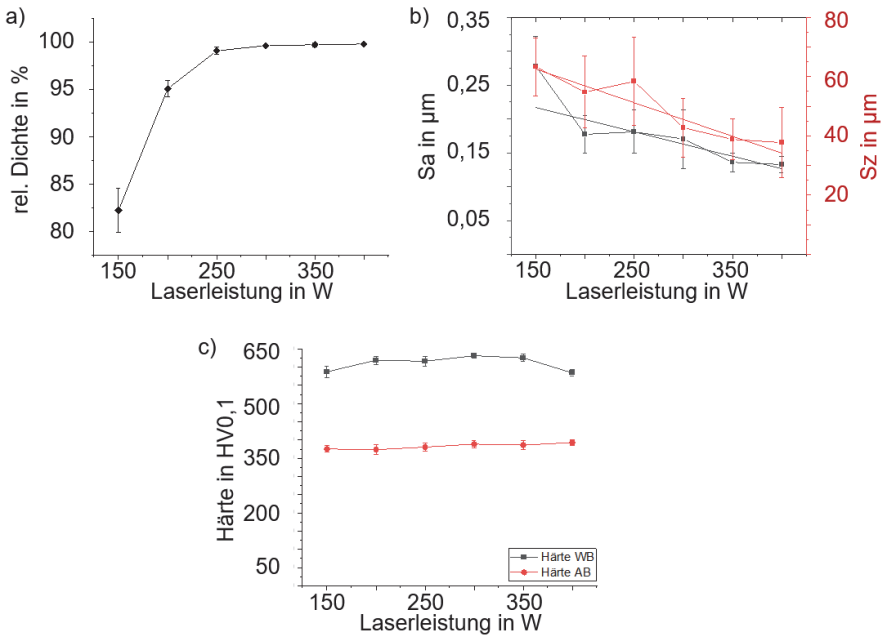 a)
rel. Dichte in %
100
95
90
85
80
150 250 350
Laserleistung in W
b)
Sa in µm
0,35
0,25
0,15
0,05
80
60
40
20
Sz in µm
150 250 350
Laserleistung in W
c)
Härte in HV0,1
650
500
350
200
50
Härte WB
Härte AB
150 250 350
Laserleistung in W